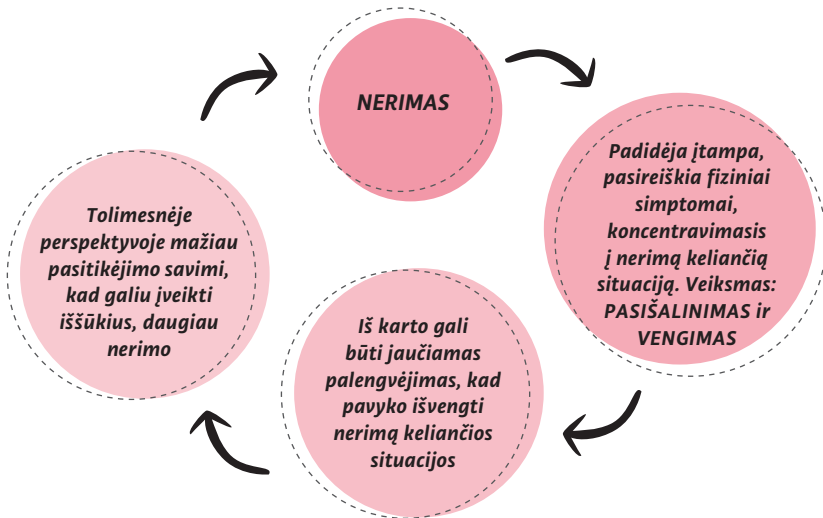 NERIMAS
Padidėja įtampa,
pasireiškia fiziniai
simptomai,
koncentravimasis
į nerimą keliančią
situaciją. Veiksmas:
PASIŠALINIMAS ir
VENGIMAS
Iš karto gali
būti jaučiamas
palengvėjimas, kad
pavyko išvengti
nerimą keliančios
situacijos
Tolimesnėje
perspektyvoje mažiau
pasitikėjimo savimi,
kad galiu įveikti
iššūkius, daugiau
nerimo